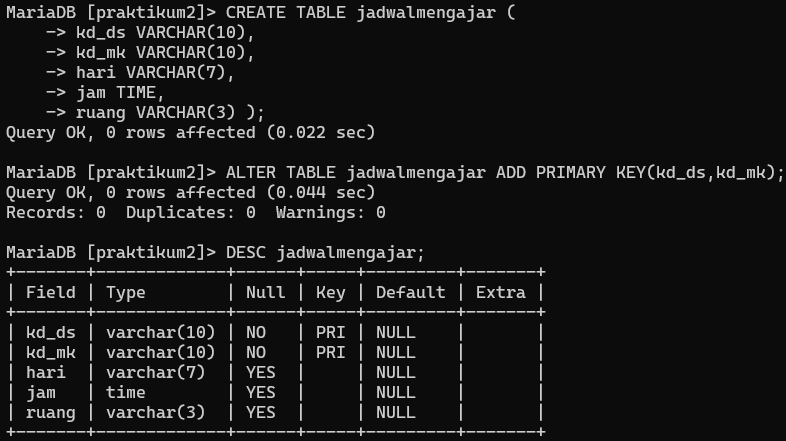 MariaDB [praktikum2]> CREATE TABLE jadwalmengajar (
    -> kd_ds VARCHAR(10),
    -> kd_mk VARCHAR(10),
    -> hari VARCHAR(7),
    -> jam TIME,
    -> ruang VARCHAR(3) );
Query OK, 0 rows affected (0.022 sec)

MariaDB [praktikum2]> ALTER TABLE jadwalmengajar ADD PRIMARY KEY(kd_ds,kd_mk);
Query OK, 0 rows affected (0.044 sec)
Records: 0  Duplicates: 0  Warnings: 0

MariaDB [praktikum2]> DESC jadwalmengajar;
+-------+-------------+------+-----+---------+-------+
| Field | Type        | Null | Key | Default | Extra |
+-------+-------------+------+-----+---------+-------+
| kd_ds | varchar(10) | NO   | PRI | NULL    |       |
| kd_mk | varchar(10) | NO   | PRI | NULL    |       |
| hari  | varchar(7)  | YES  |     | NULL    |       |
| jam   | time        | YES  |     | NULL    |       |
| ruang | varchar(3)  | YES  |     | NULL    |       |
+-------+-------------+------+-----+---------+-------+